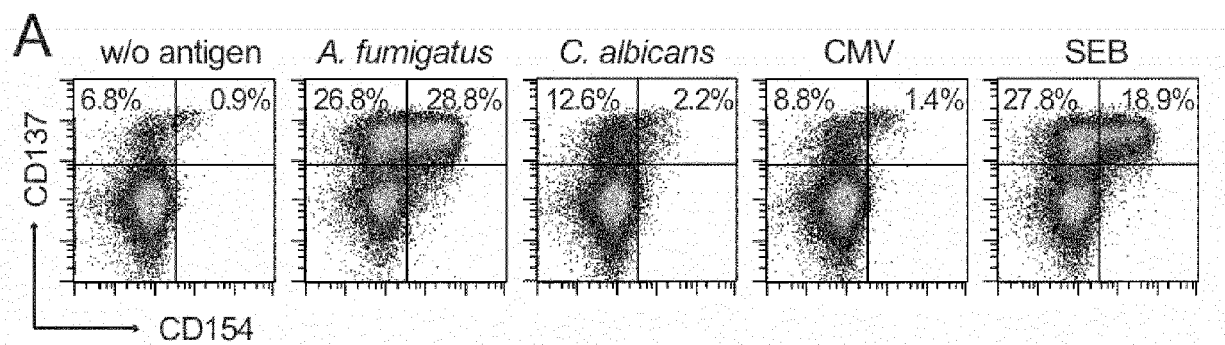 A
w/o antigen A. fumigatus C. albicans CMV SEB
6.8% 0.9% 26.8% 28.8% 12.6% 2.2% 8.8% 1.4% 27.8% 18.9%
CD137
CD154